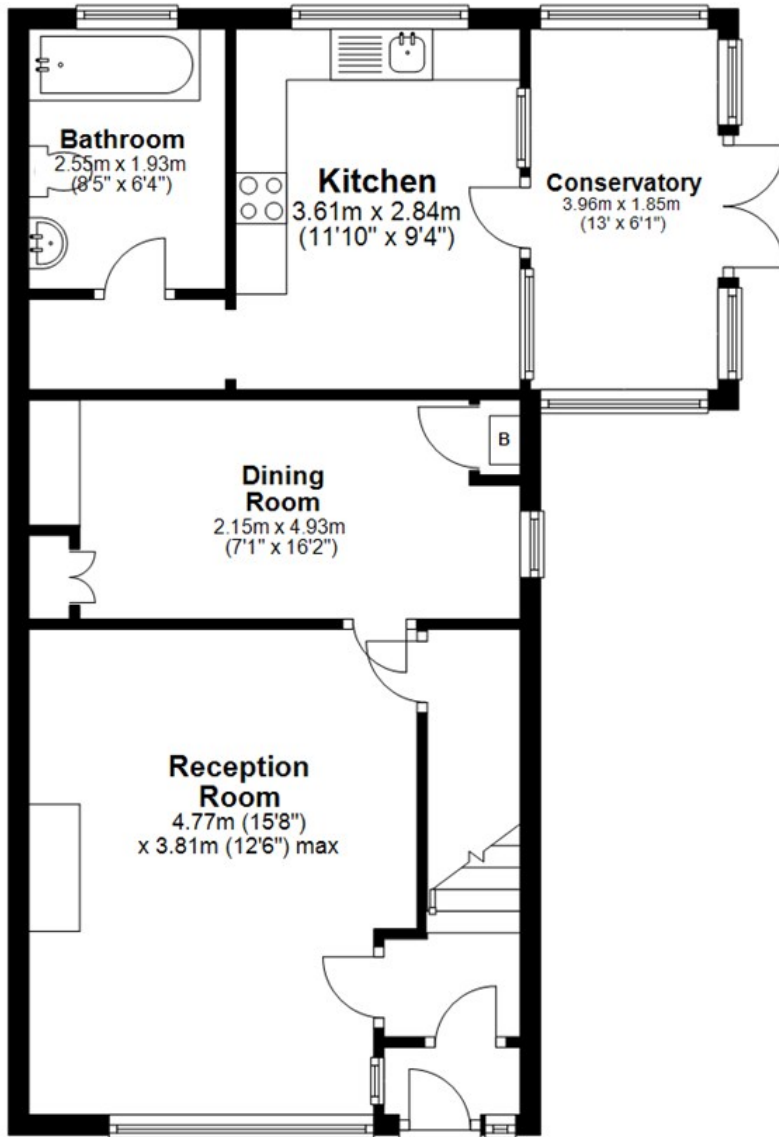 Bathroom
2.55m x 1.93m
(8'5" x 6'4")
Kitchen
3.61m x 2.84m
(11'10" x 9'4")
Conservatory
3.96m x 1.85m
(13' x 6'1")
B
Dining
Room
2.15m x 4.93m
(7'1" x 16'2")
Reception
Room
4.77m (15'8")
x 3.81m (12'6") max